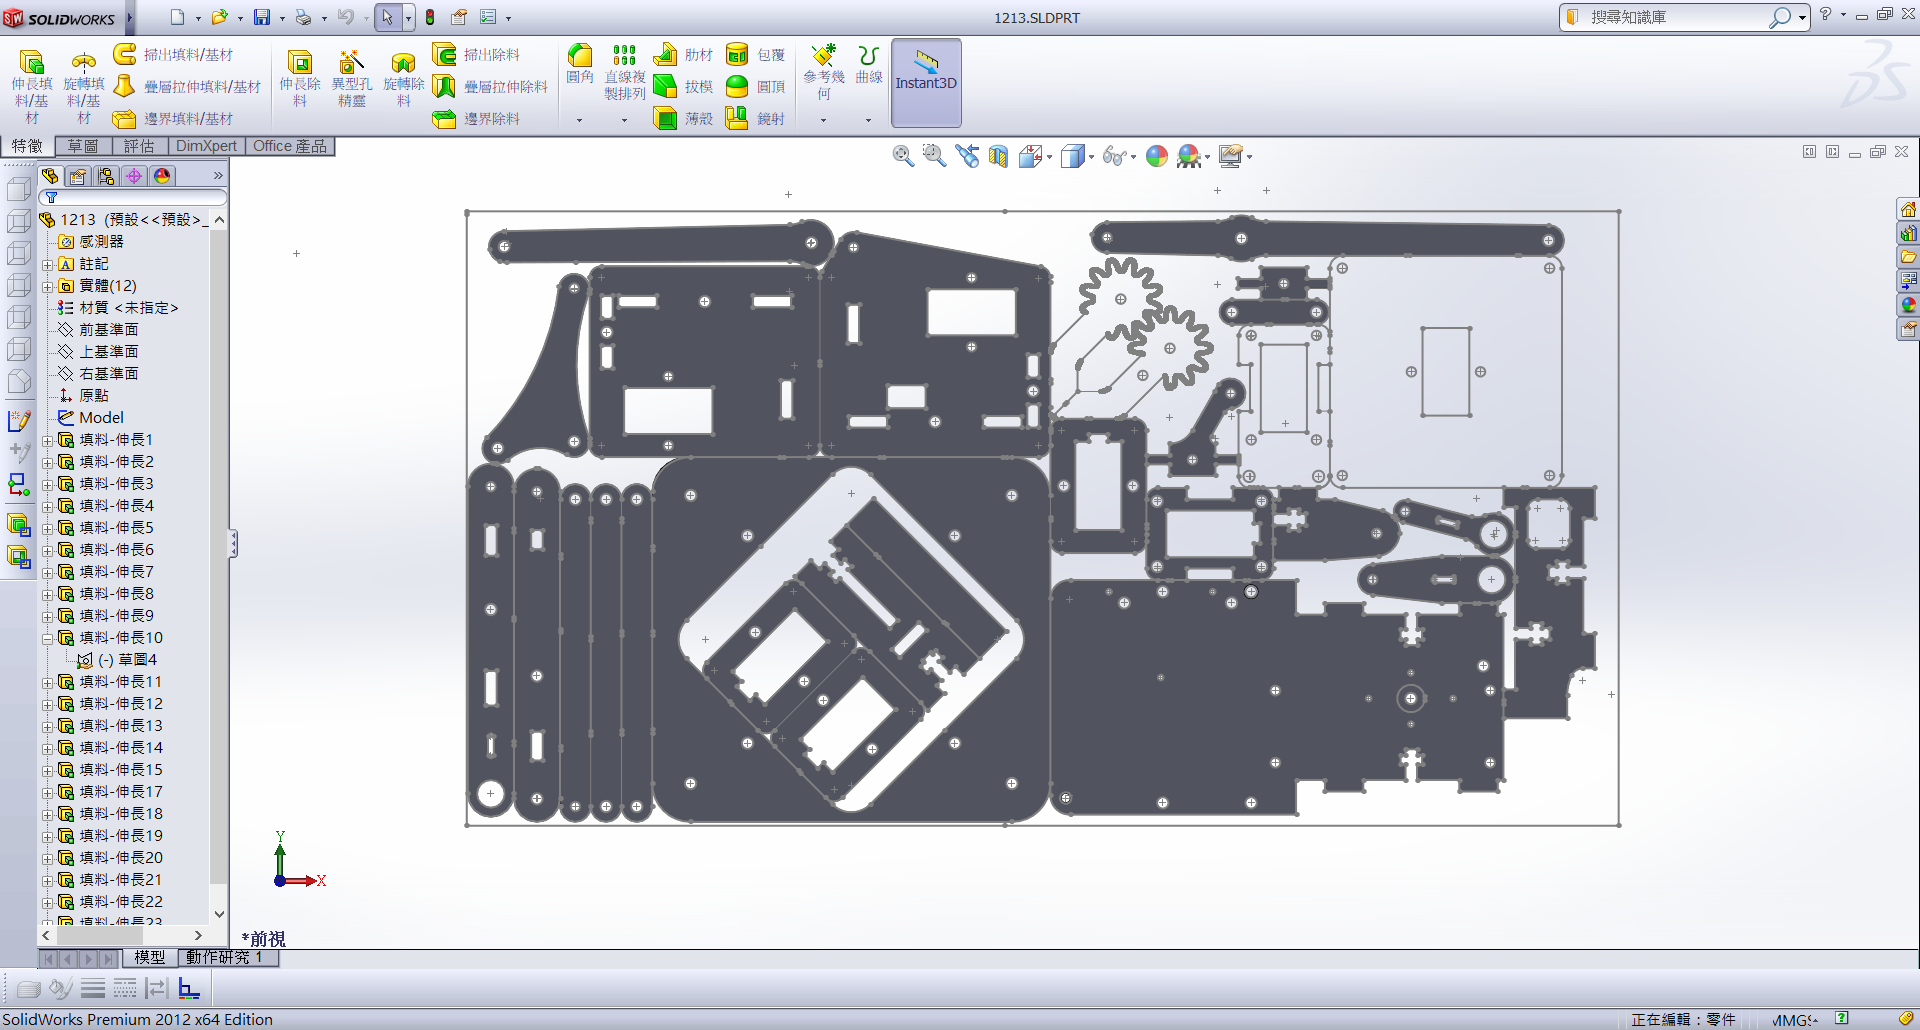 SOLIDWORKS
1213.SLDPRT
搜尋知識庫
伸長填料/基材
旋轉填料/基材
掃出填料/基材
疊層拉伸填料/基材
邊界填料/基材
伸長除料
異型孔精靈
旋轉除料
掃出除料
疊層拉伸除料
邊界除料
圓角
直線複製排列
肋材
拔模
薄殼
包覆
圓頂
鏡射
參考幾何
曲線
Instant3D
特徵
草圖
評估
DimXpert
Office 產品
1213 (預設<<預設>_
感測器
註記
實體(12)
材質 <未指定>
前基準面
上基準面
右基準面
原點
Model
填料-伸長1
填料-伸長2
填料-伸長3
填料-伸長4
填料-伸長5
填料-伸長6
填料-伸長7
填料-伸長8
填料-伸長9
填料-伸長10
(-) 草圖4
填料-伸長11
填料-伸長12
填料-伸長13
填料-伸長14
填料-伸長15
填料-伸長17
填料-伸長18
填料-伸長19
填料-伸長20
填料-伸長21
填料-伸長22
填料-伸長23
Y
X
*前視
模型
動作研究 1
SolidWorks Premium 2012 x64 Edition
正在編輯：零件
MMGS